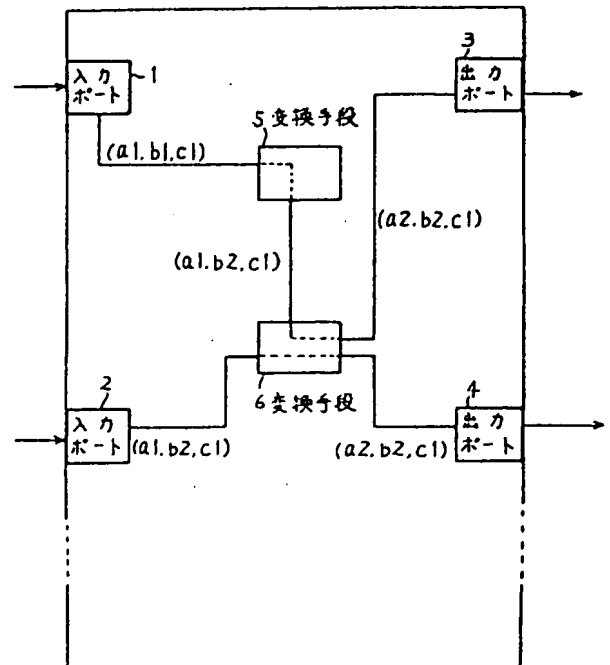 1
入力
ポート
3
出力
ポート
5変換手段
(a1.b1,c1)
(a2.b2,c1)
(a1.b2,c1)
6変換手段
2
入力
ポート
(a1.b2,c1)
4
出力
ポート
(a2.b2,c1)